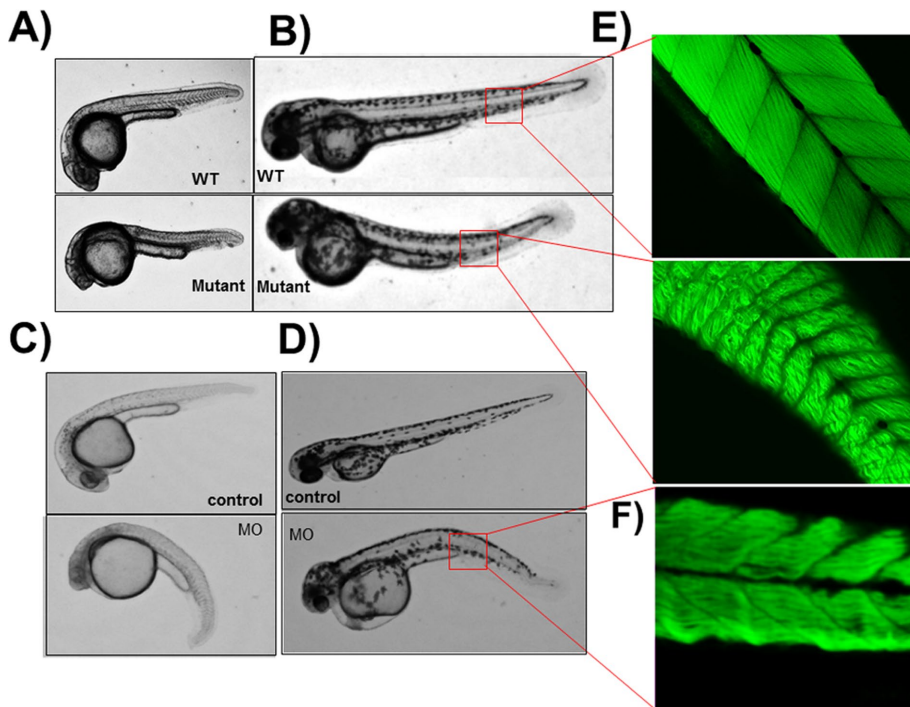 A)
B)
E)
WT
WT
Mutant
Mutant
C)
D)
control
control
F)
MO
MO